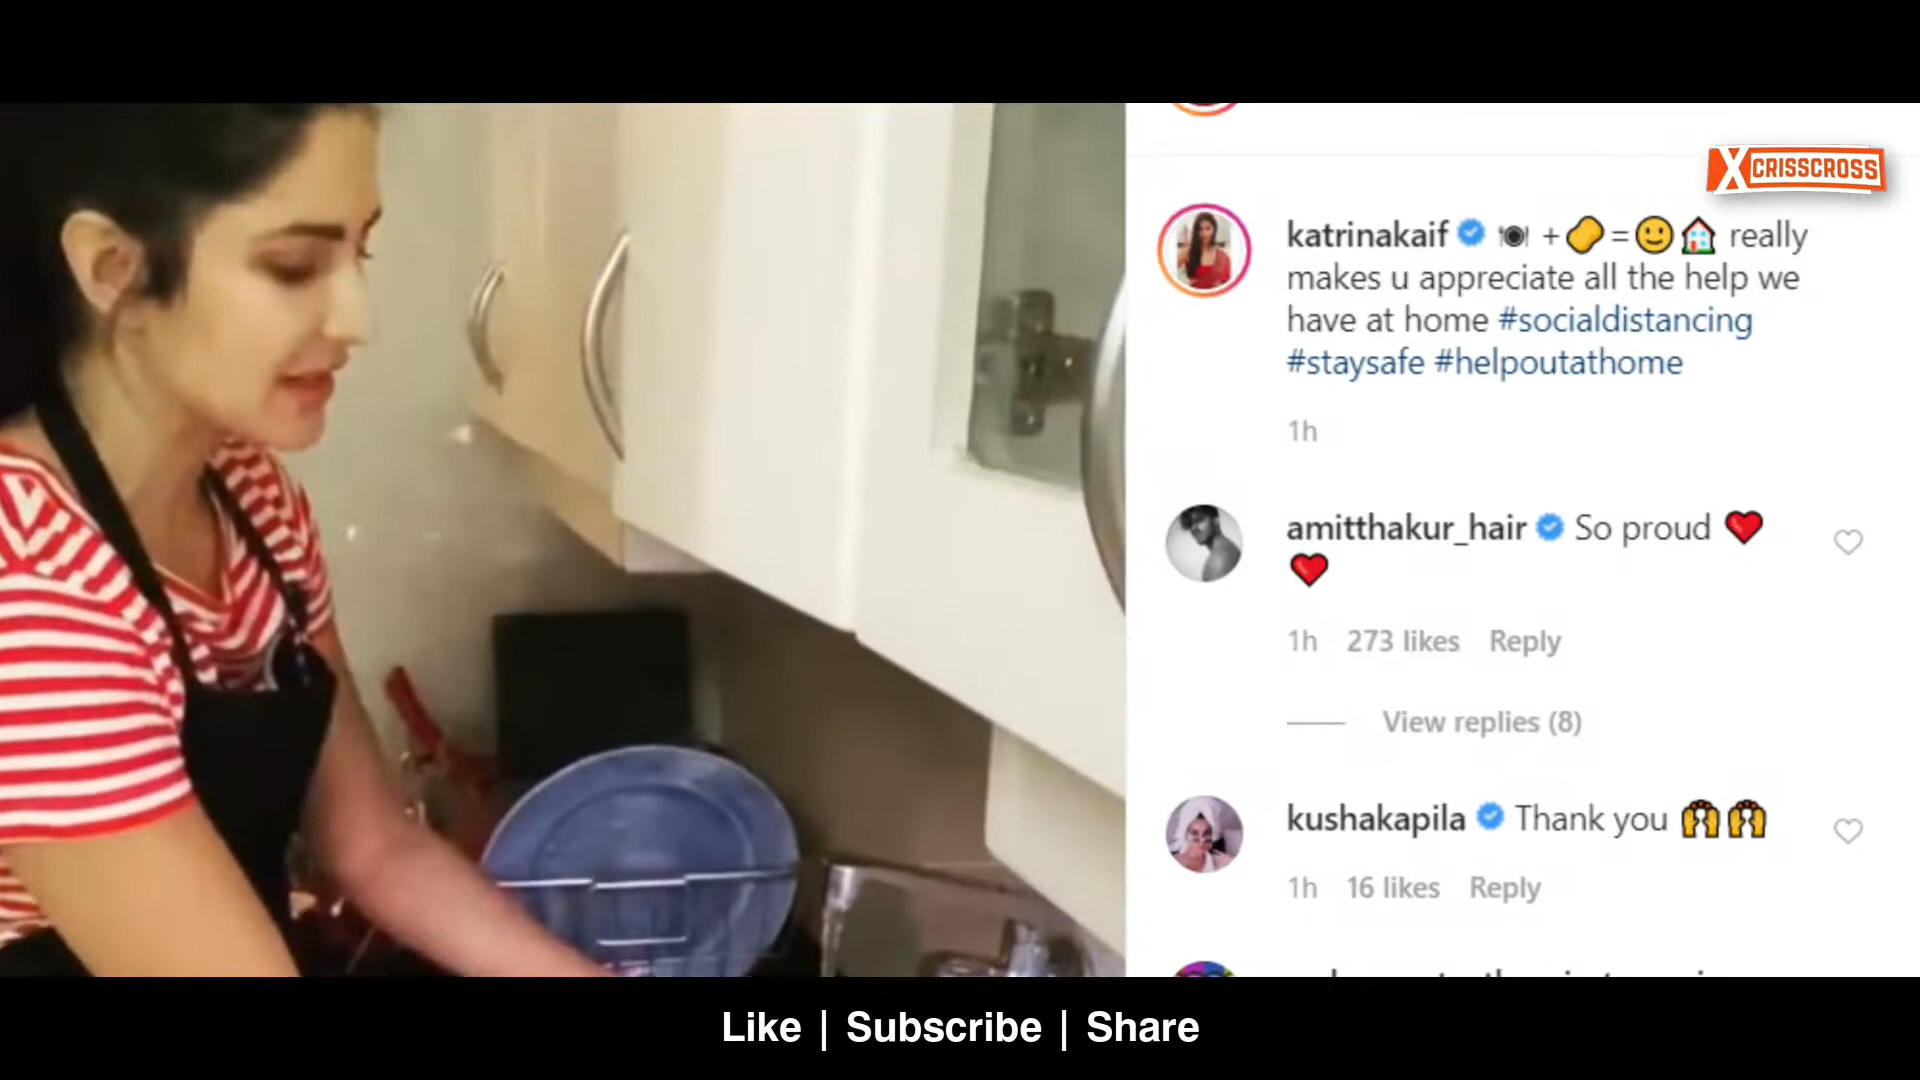 XCRISSCROSS
katrinakaif 🍽 + 🥔 = 🙂 🏠 really
makes u appreciate all the help we
have at home #socialdistancing
#staysafe #helpoutathome
1h
amitthakur_hair So proud ❤️
❤️
1h 273 likes Reply
View replies (8)
kushakapila Thank you 🙌 🙌
1h 16 likes Reply
Like | Subscribe | Share